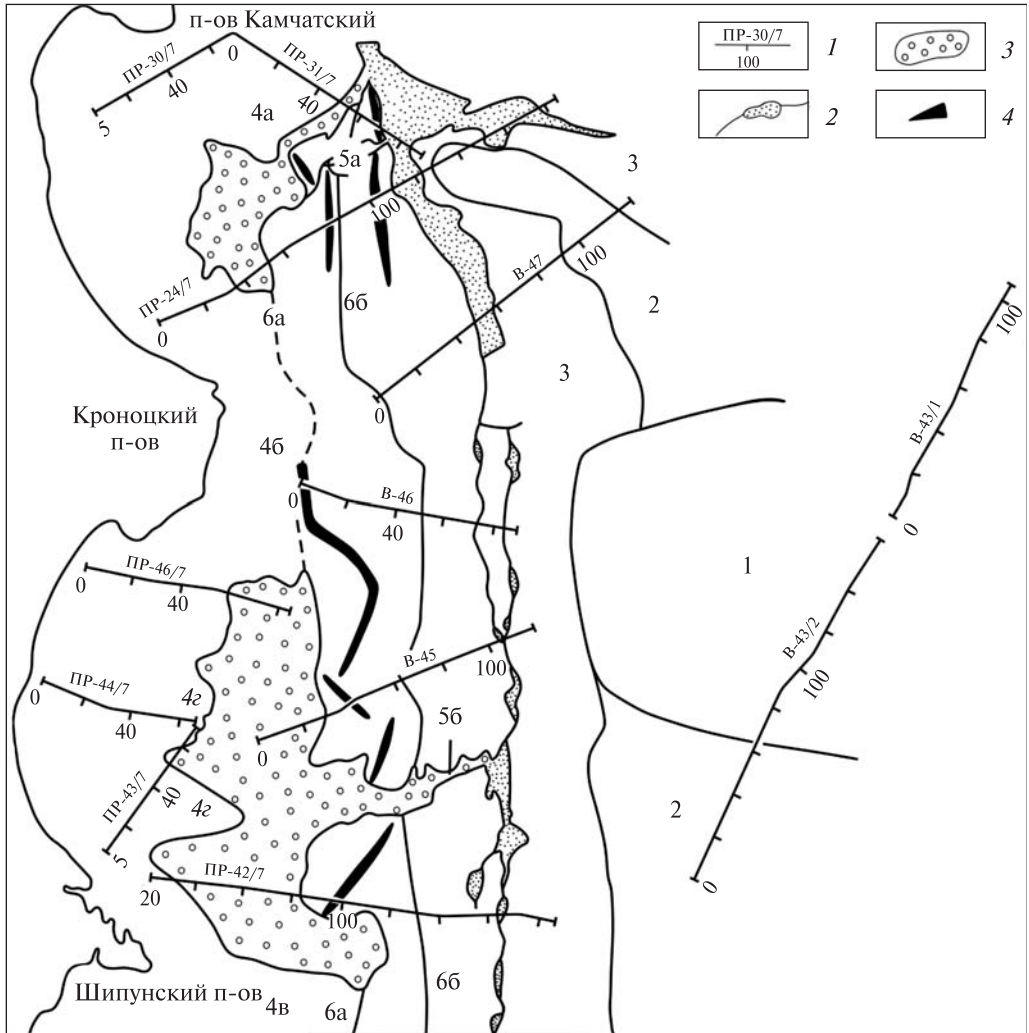 п-ов Камчатский
ПР-30/7
1
100
3
2
4
ПР-30/7
0
ПР-31/7
40
40
5
4а
5а
3
100
В-47
100
ПР-24/7
0
6а
6б
2
100
0
3
Кроноцкий
п-ов
4б
В-43/1
0
В-46
40
0
ПР-46/7
0
40
1
В-45
100
В-43/2
100
ПР-44/7
0
40
4г
5б
0
ПР-43/7
40
4г
2
5
ПР-42/7
20
100
0
6б
Шипунский п-ов
4в
6а